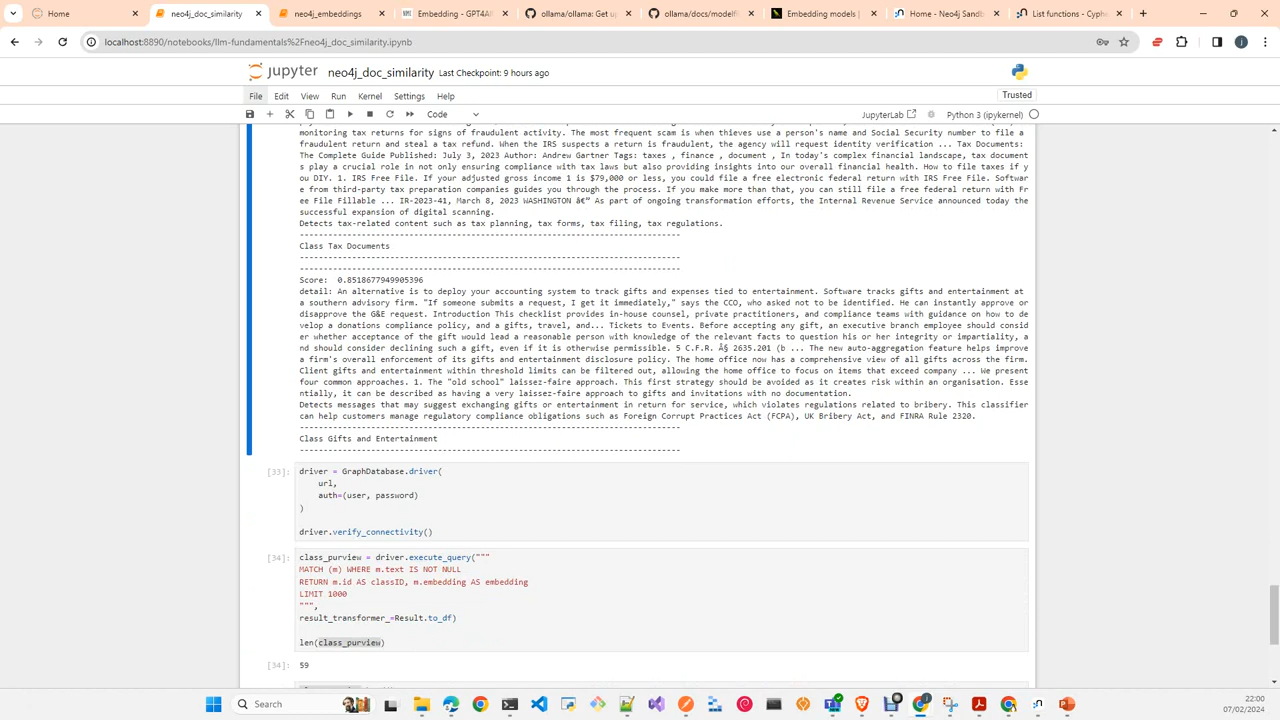 Home
neo4j_doc_similarity
neo4j_embeddings
Embedding - GPT4Al
ollama/ollama: Get up
ollama/docs/modelfil
Embedding models |
Home - Neo4j Sandb
List functions - Cyphe
localhost:8890/notebooks/llm-fundamentals%2Fneo4j_doc_similarity.ipynb
jupyter neo4j_doc_similarity Last Checkpoint: 9 hours ago
File Edit View Run Kernel Settings Help Trusted
Code JupyterLab Python 3 (ipykernel)
monitoring tax returns for signs of fraudulent activity. The most frequent scam is when thieves use a person's name and Social Security number to file a
fraudulent return and steal a tax refund. When the IRS suspects a return is fraudulent, the agency will request identity verification ... Tax Documents:
The Complete Guide Published: July 3, 2023 Author: Andrew Gartner Tags: taxes , finance , document , In today's complex financial landscape, tax document
s play a crucial role in not only ensuring compliance with tax laws but also providing insights into our overall financial health. How to file taxes if y
ou DIY. 1. IRS Free File. If your adjusted gross income 1 is $79,000 or less, you could file a free electronic federal return with IRS Free File. Softwar
e from third-party tax preparation companies guides you through the process. If you make more than that, you can still file a free federal return with Fr
ee File Fillable ... IR-2023-41, March 8, 2023 WASHINGTON â€" As part of ongoing transformation efforts, the Internal Revenue Service announced today the
successful expansion of digital scanning.
Detects tax-related content such as tax planning, tax forms, tax filing, tax regulations.
--------------------------------------------------------------------------------
Class Tax Documents
--------------------------------------------------------------------------------
--------------------------------------------------------------------------------
Score: 0.8518677949905396
detail: An alternative is to deploy your accounting system to track gifts and expenses tied to entertainment. Software tracks gifts and entertainment at
a southern advisory firm. "If someone submits a request, I get it immediately," says the CCO, who asked not to be identified. He can instantly approve or
disapprove the G&E request. Introduction This checklist provides in-house counsel, private practitioners, and compliance teams with guidance on how to de
velop a donations compliance policy, and a gifts, travel, and... Tickets to Events. Before accepting any gift, an executive branch employee should consid
er whether acceptance of the gift would lead a reasonable person with knowledge of the relevant facts to question his or her integrity or impartiality, a
nd should consider declining such a gift, even if it is otherwise permissible. 5 C.F.R. Â§ 2635.201 (b ... The new auto-aggregation feature helps improve
a firm's overall enforcement of its gifts and entertainment disclosure policy. The home office now has a comprehensive view of all gifts across the firm.
Client gifts and entertainment within threshold limits can be filtered out, allowing the home office to focus on items that exceed company ... We present
four common approaches. 1. The "old school" laissez-faire approach. This first strategy should be avoided as it creates risk within an organisation. Esse
ntially, it can be described as having a very laissez-faire approach to gifts and invitations with no documentation.
Detects messages that may suggest exchanging gifts or entertainment in return for service, which violates regulations related to bribery. This classifier
can help customers manage regulatory compliance obligations such as Foreign Corrupt Practices Act (FCPA), UK Bribery Act, and FINRA Rule 2320.
--------------------------------------------------------------------------------
Class Gifts and Entertainment
--------------------------------------------------------------------------------
[33]: driver = GraphDatabase.driver(
url,
auth=(user, password)
)
driver.verify_connectivity()
[34]: class_purview = driver.execute_query("""
MATCH (m) WHERE m.text IS NOT NULL
RETURN m.id AS classID, m.embedding AS embedding
LIMIT 1000
""",
result_transformer_=Result.to_df)
len(class_purview)
[34]: 59
Search
22:00
07/02/2024